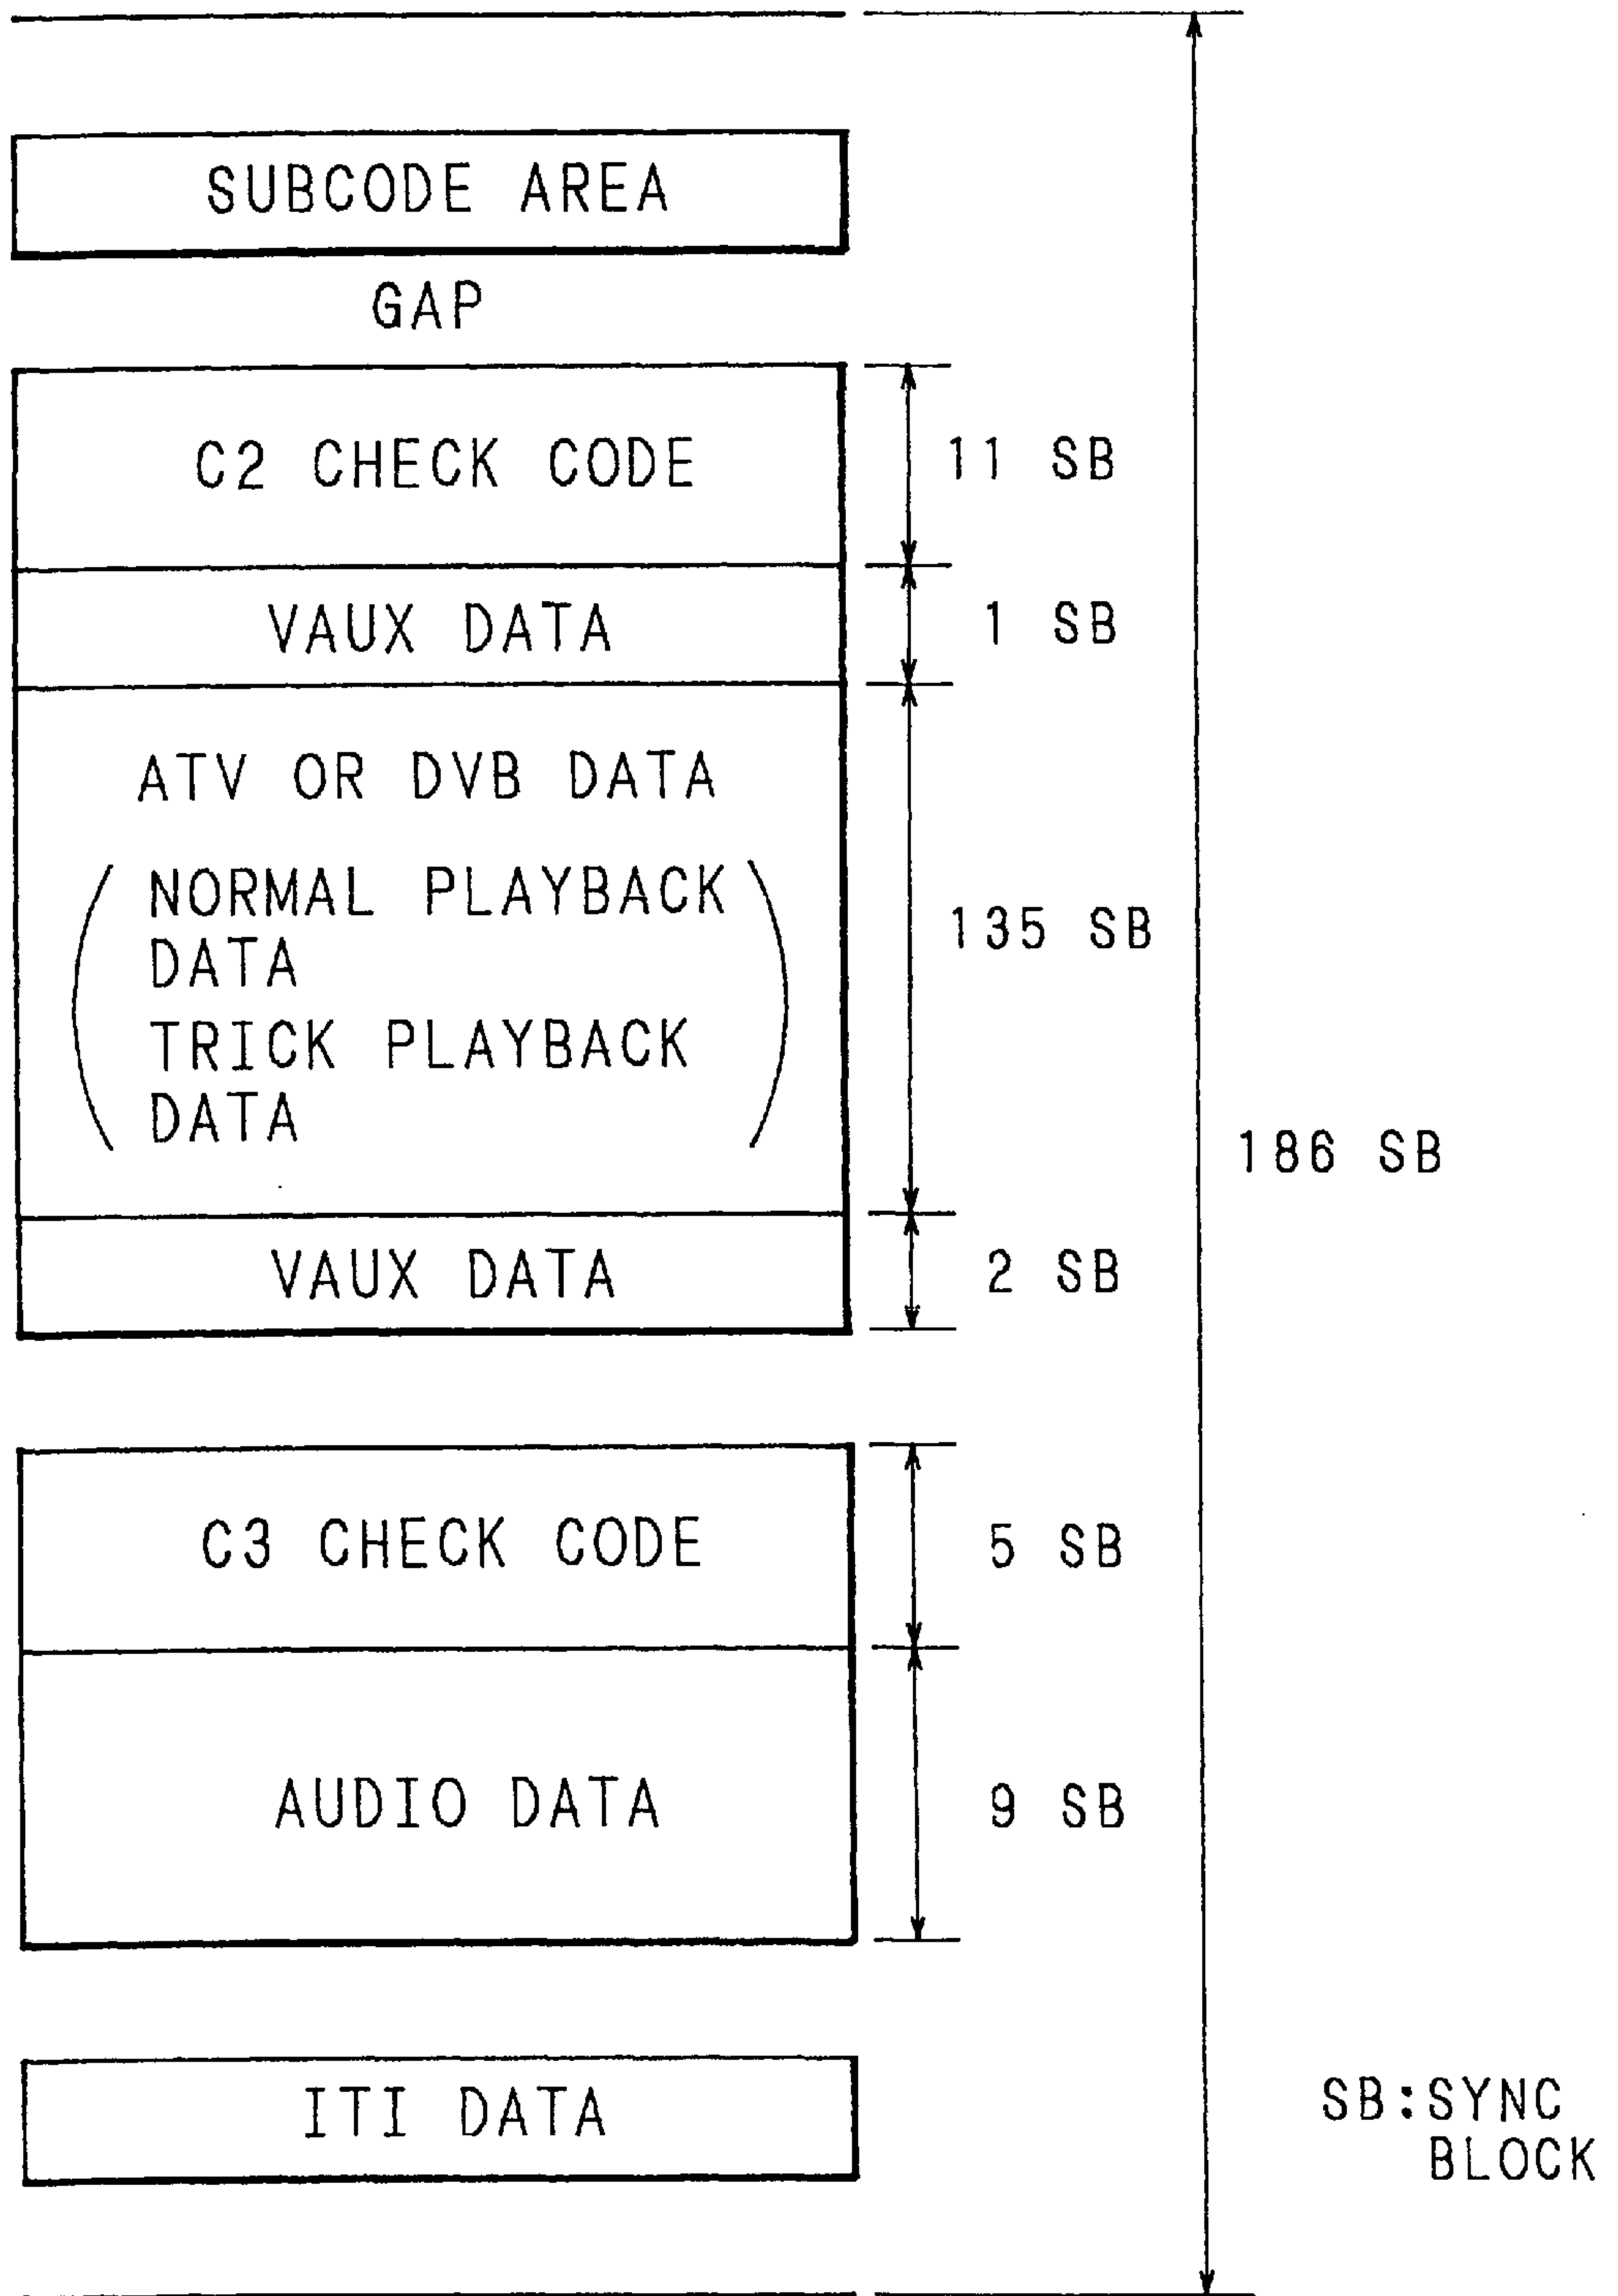 SUBCODE AREA
GAP
C2 CHECK CODE
11 SB
VAUX DATA
1 SB
ATV OR DVB DATA
NORMAL PLAYBACK
DATA
TRICK PLAYBACK
DATA
135 SB
186 SB
VAUX DATA
2 SB
C3 CHECK CODE
5 SB
AUDIO DATA
9 SB
ITI DATA
SB:SYNC
BLOCK